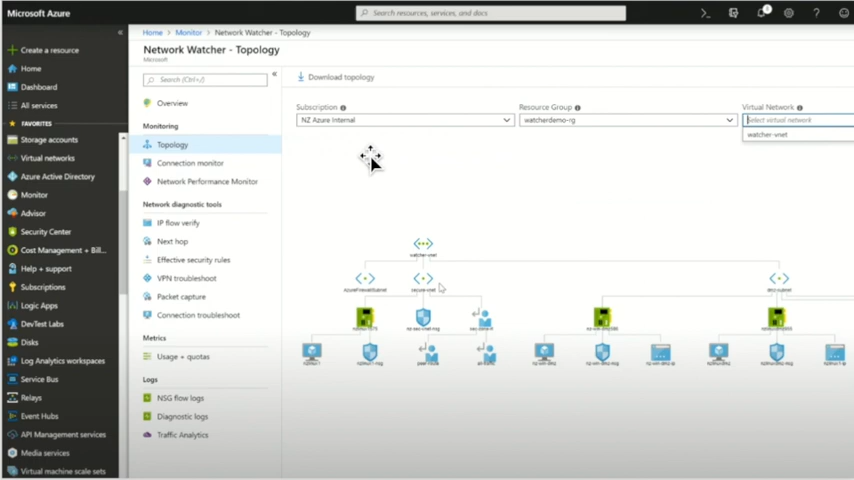 Microsoft Azure
Search resources, services, and docs
Create a resource
Home
Dashboard
All services
FAVORITES
Storage accounts
Virtual networks
Azure Active Directory
Monitor
Advisor
Security Center
Cost Management + Bill...
Help + support
Subscriptions
Logic Apps
DevTest Labs
Disks
Log Analytics workspaces
Service Bus
Relays
Event Hubs
API Management services
Media services
Virtual machine scale sets
Home > Monitor > Network Watcher - Topology
Network Watcher - Topology
Microsoft
Search (Ctrl+/)
Overview
Monitoring
Topology
Connection monitor
Network Performance Monitor
Network diagnostic tools
IP flow verify
Next hop
Effective security rules
VPN troubleshoot
Packet capture
Connection troubleshoot
Metrics
Usage + quotas
Logs
NSG flow logs
Diagnostic logs
Traffic Analytics
Download topology
Subscription
NZ Azure Internal
Resource Group
watcherdemo-rg
Virtual Network
Select virtual network
watcher-vnet
watcher-vnet
AzureFirewallSubnet
secure-vnet
dmz-subnet